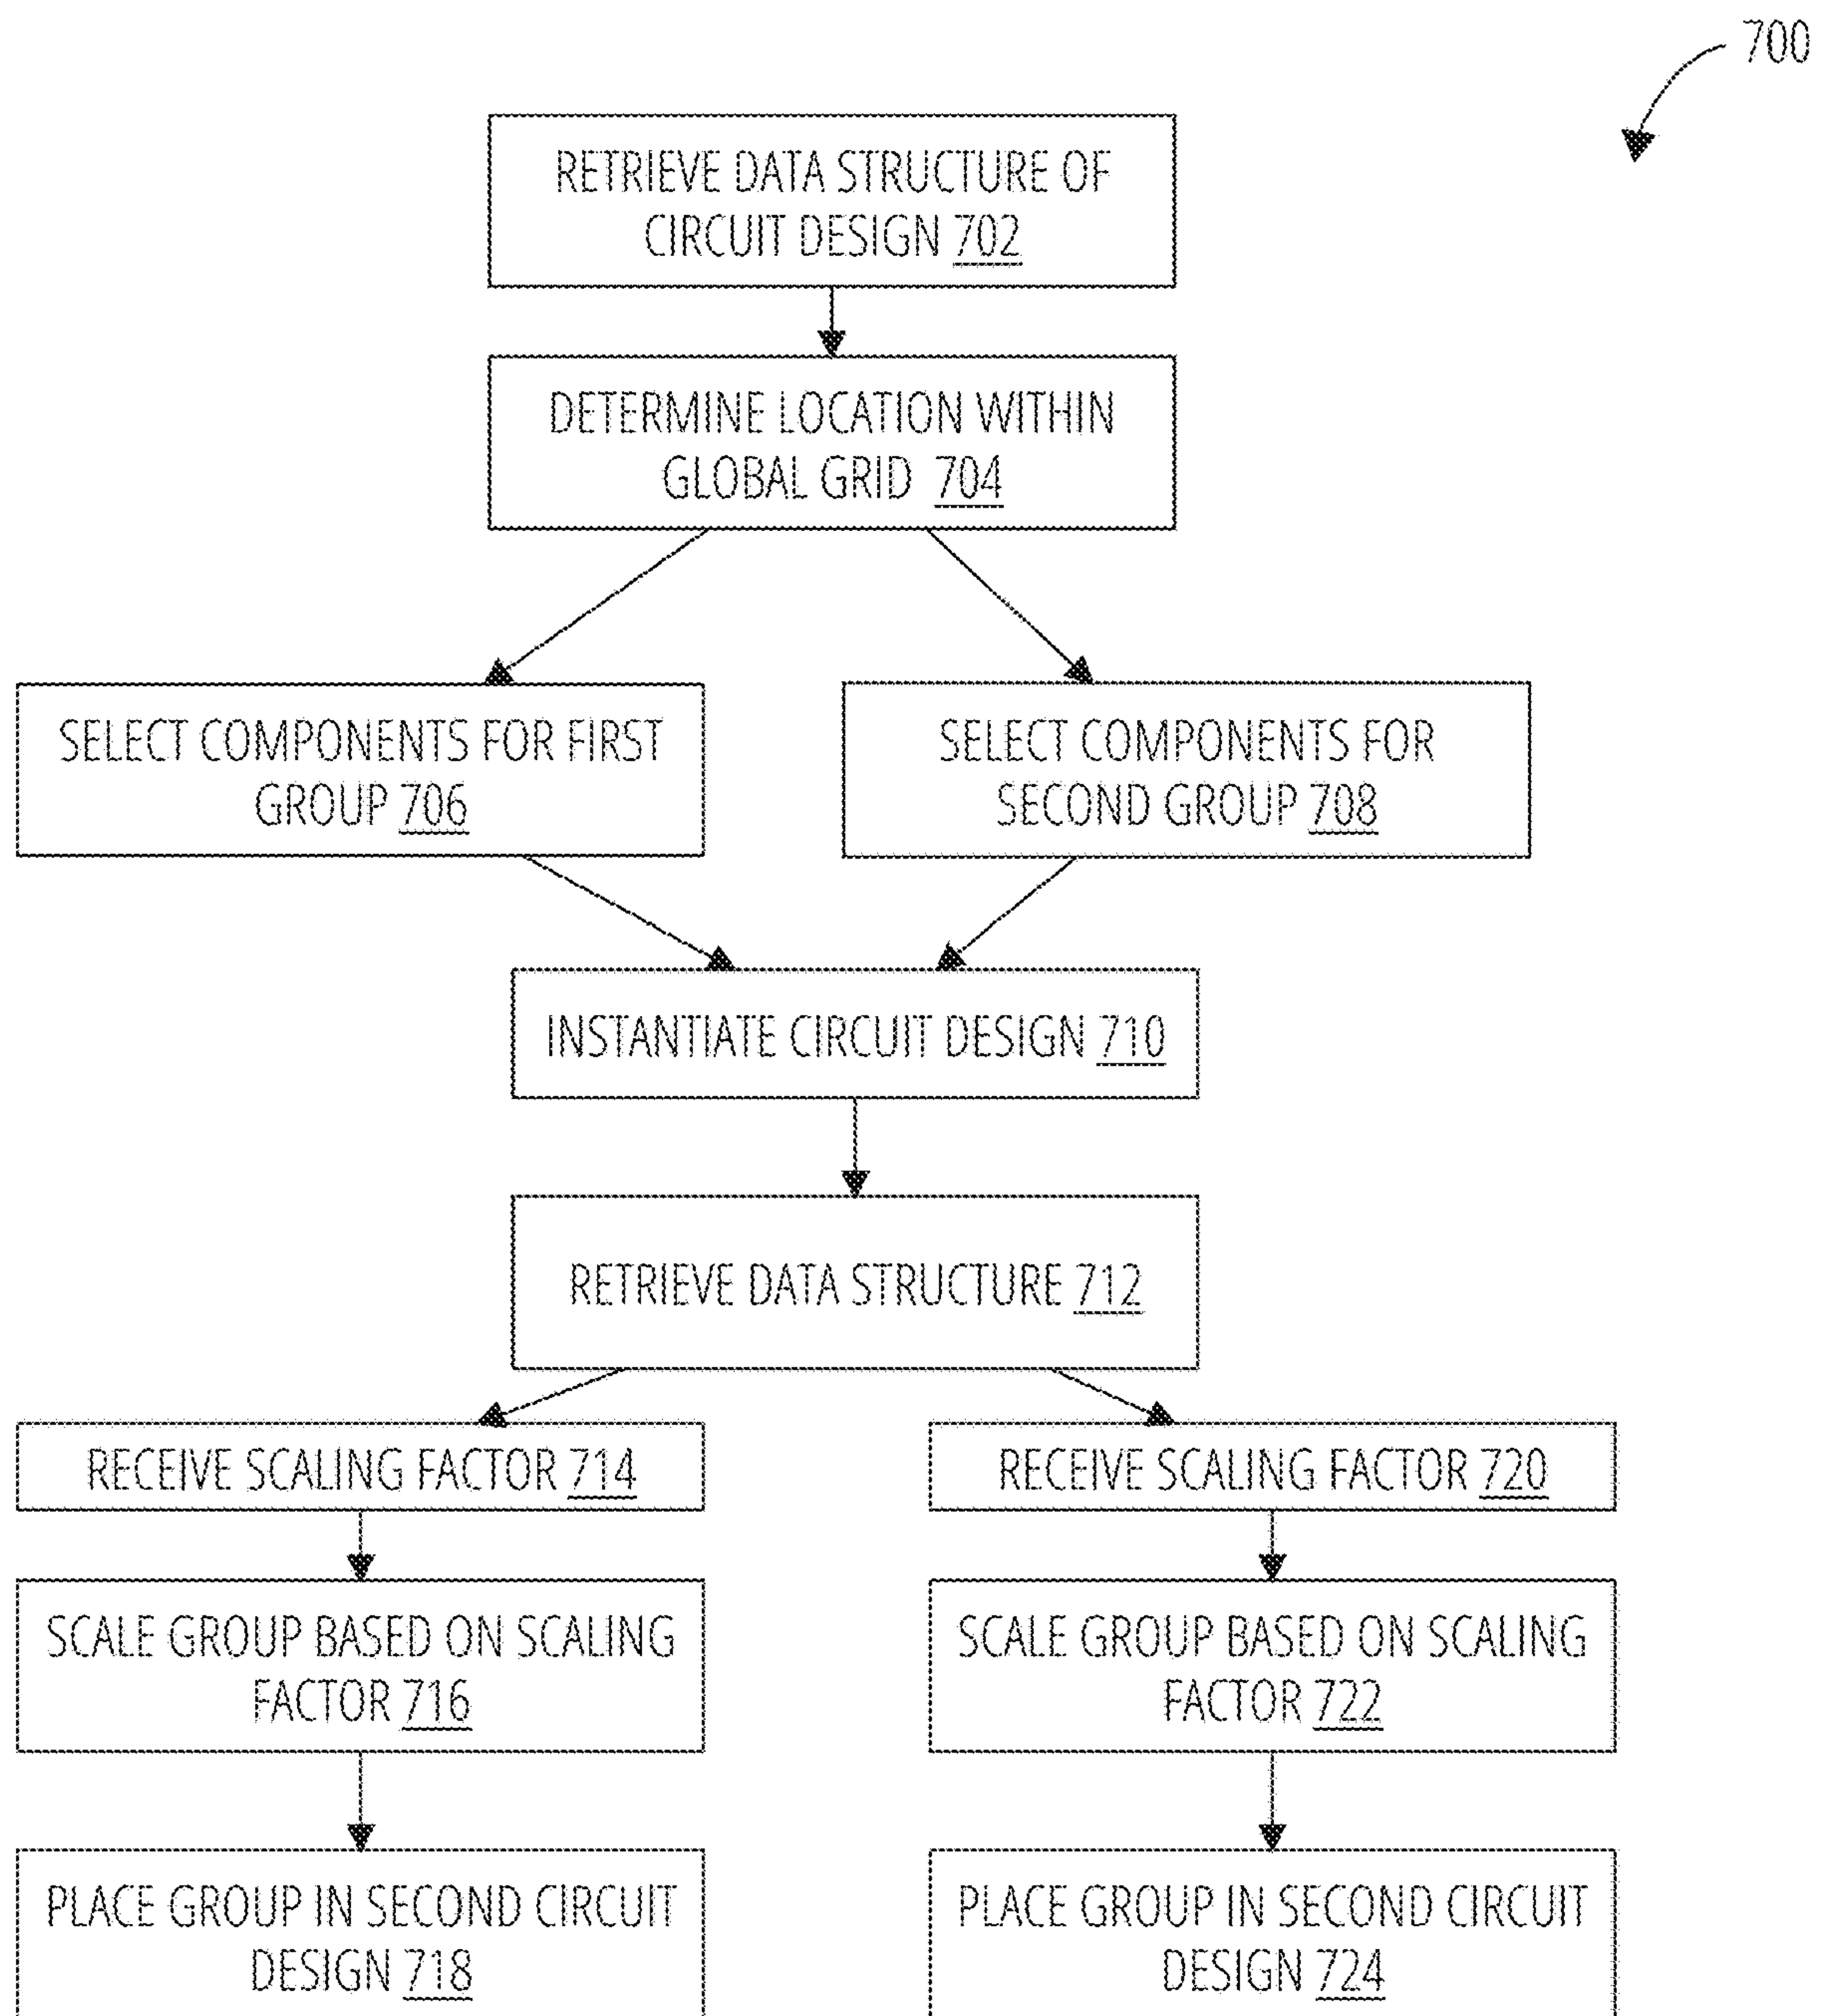 700
RETRIEVE DATA STRUCTURE OF
CIRCUIT DESIGN 702
DETERMINE LOCATION WITHIN
GLOBAL GRID 704
SELECT COMPONENTS FOR FIRST
GROUP 706
SELECT COMPONENTS FOR
SECOND GROUP 708
INSTANTIATE CIRCUIT DESIGN 710
RETRIEVE DATA STRUCTURE 712
RECEIVE SCALING FACTOR 714
RECEIVE SCALING FACTOR 720
SCALE GROUP BASED ON SCALING
FACTOR 716
SCALE GROUP BASED ON SCALING
FACTOR 722
PLACE GROUP IN SECOND CIRCUIT
DESIGN 718
PLACE GROUP IN SECOND CIRCUIT
DESIGN 724